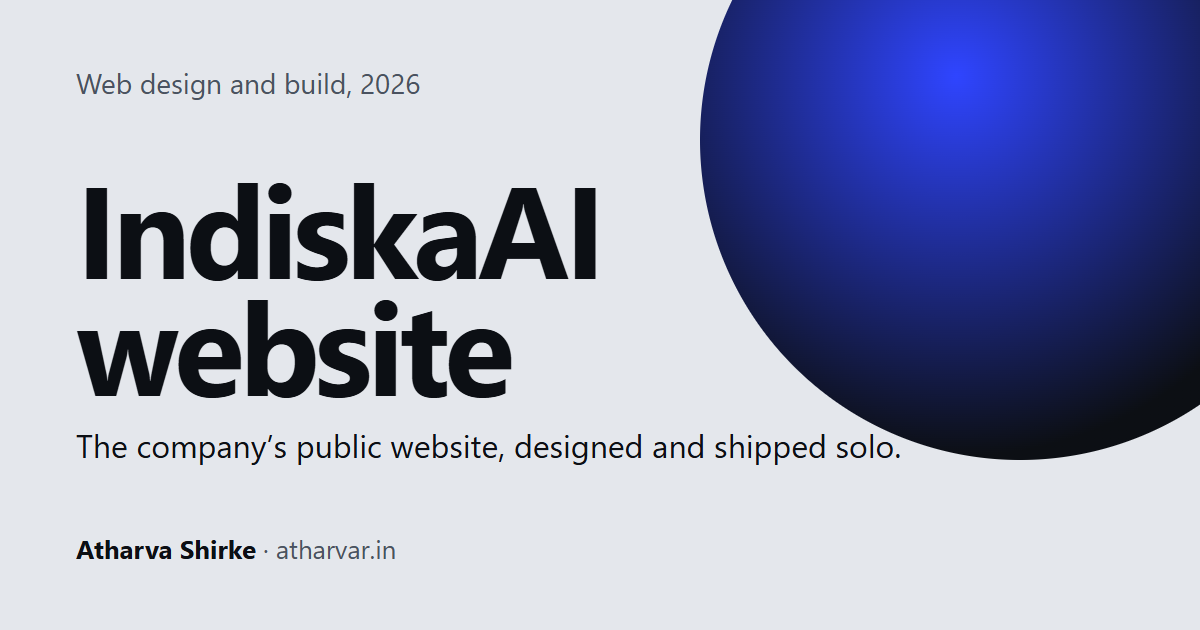 Web design and build, 2026
IndiskaAI
website
The company’s public website, designed and shipped solo.
Atharva Shirke · atharvar.in